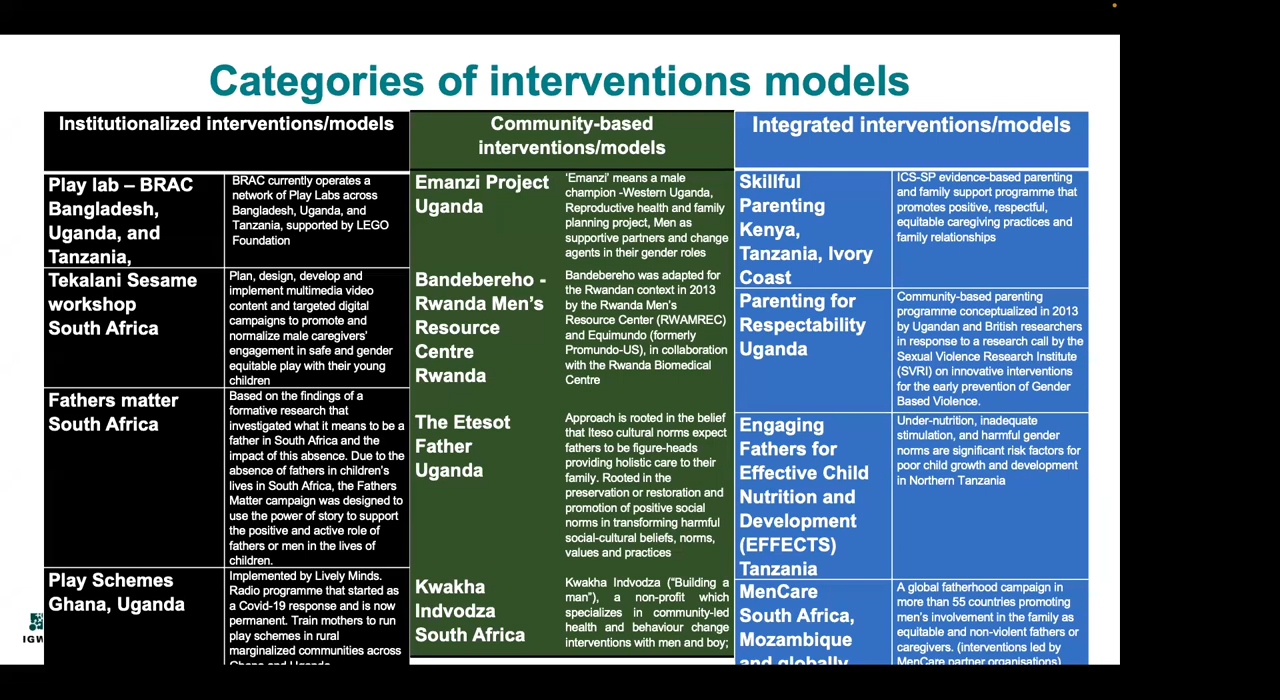 Categories of interventions models
Institutionalized interventions/models
Play lab – BRAC
Bangladesh,
Uganda, and
Tanzania,
BRAC currently operates a
network of Play Labs across
Bangladesh, Uganda, and
Tanzania, supported by LEGO
Foundation
Tekalani Sesame
workshop
South Africa
Plan, design, develop and
implement multimedia video
content and targeted digital
campaigns to promote and
normalize male caregivers'
engagement in safe and gender
equitable play with their young
children
Fathers matter
South Africa
Based on the findings of a
formative research that
investigated what it means to be a
father in South Africa and the
impact of this absence. Due to the
absence of fathers in children's
lives in South Africa, the Fathers
Matter campaign was designed to
use the power of story to support
the positive and active role of
fathers or men in the lives of
children.
Play Schemes
Ghana, Uganda
Implemented by Lively Minds.
Radio programme that started as
a Covid-19 response and is now
permanent. Train mothers to run
play schemes in rural
marginalized communities across
Ghana and Uganda
Community-based
interventions/models
Emanzi Project
Uganda
'Emanzi' means a male
champion -Western Uganda,
Reproductive health and family
planning project, Men as
supportive partners and change
agents in their gender roles
Bandebereho -
Rwanda Men's
Resource
Centre
Rwanda
Bandebereho was adapted for
the Rwandan context in 2013
by the Rwanda Men's
Resource Center (RWAMREC)
and Equimundo (formerly
Promundo-US), in collaboration
with the Rwanda Biomedical
Centre
The Etesot
Father
Uganda
Approach is rooted in the belief
that Iteso cultural norms expect
fathers to be figure-heads
providing holistic care to their
family. Rooted in the
preservation or restoration and
promotion of positive social
norms in transforming harmful
social-cultural beliefs, norms,
values and practices
Kwakha
Indvodza
South Africa
Kwakha Indvodza ("Building a
man"), a non-profit which
specializes in community-led
health and behaviour change
interventions with men and boy;
Integrated interventions/models
Skillful
Parenting
Kenya,
Tanzania, Ivory
Coast
ICS-SP evidence-based parenting
and family support programme that
promotes positive, respectful,
equitable caregiving practices and
family relationships
Parenting for
Respectability
Uganda
Community-based parenting
programme conceptualized in 2013
by Ugandan and British researchers
in response to a research call by the
Sexual Violence Research Institute
(SVRI) on innovative interventions
for the early prevention of Gender
Based Violence.
Engaging
Fathers for
Effective Child
Nutrition and
Development
(EFFECTS)
Tanzania
Under-nutrition, inadequate
stimulation, and harmful gender
norms are significant risk factors for
poor child growth and development
in Northern Tanzania
MenCare
South Africa,
Mozambique
and globally
A global fatherhood campaign in
more than 55 countries promoting
men's involvement in the family as
equitable and non-violent fathers or
caregivers. (interventions led by
MenCare partner organisations)
IGW